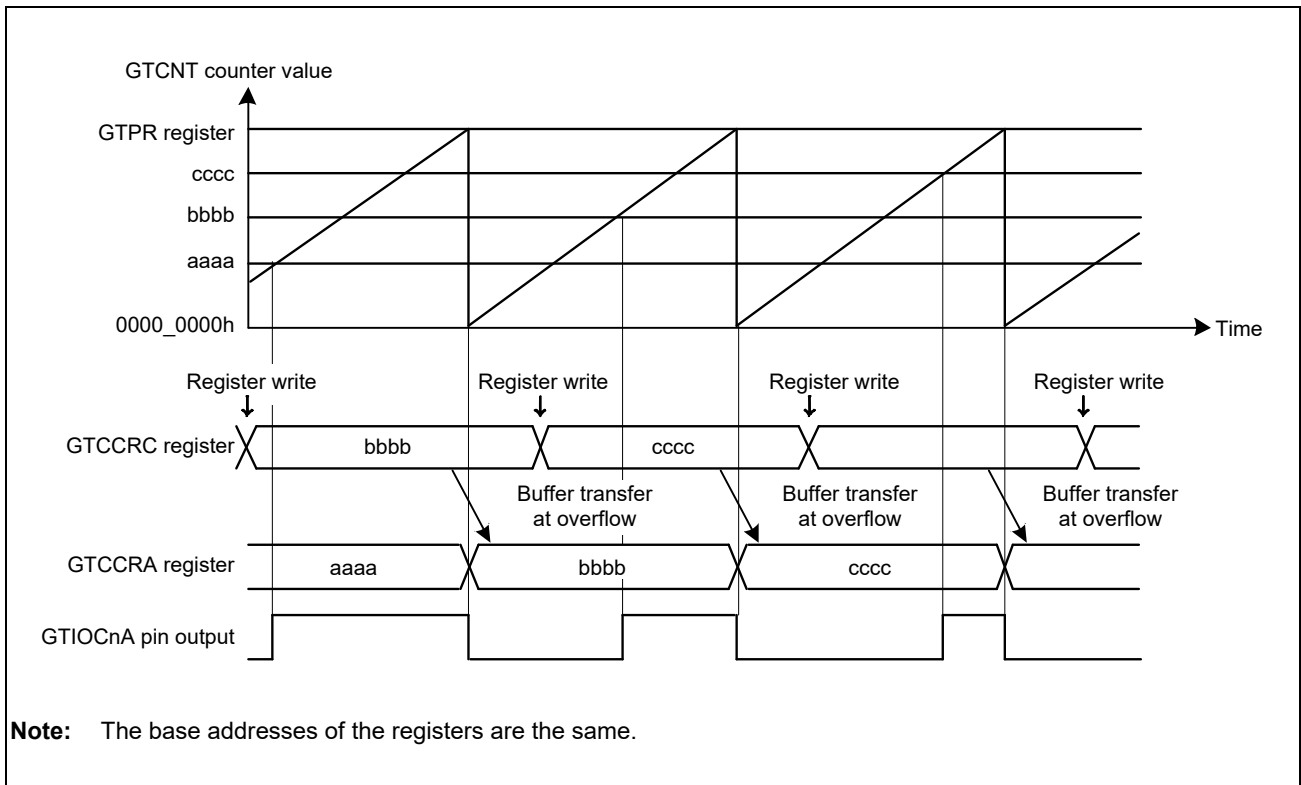 GTCNT counter value
GTPR register
cccc
bbbb
aaaa
0000_0000h
Time
Register write Register write Register write Register write
GTCCRC register bbbb cccc
Buffer transfer Buffer transfer Buffer transfer
at overflow at overflow at overflow
GTCCRA register aaaa bbbb cccc
GTIOCnA pin output
Note: The base addresses of the registers are the same.